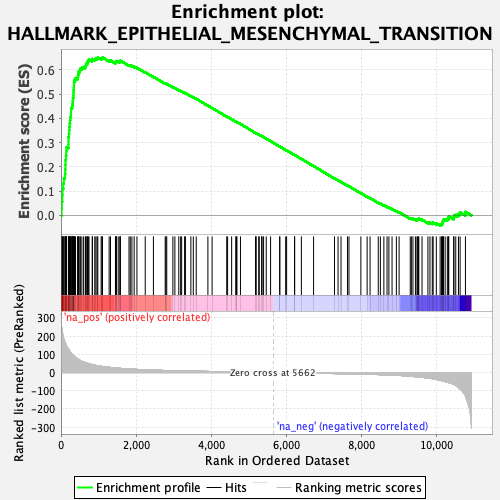 Enrichment plot:
HALLMARK_EPITHELIAL_MESENCHYMAL_TRANSITION
Enrichment score (ES)
0.6
0.5
0.4
0.3
0.2
0.1
0.0
Ranked list metric (PreRanked)
300
200
100
0
-100
-200
-300
'na_pos' (positively correlated)
Zero cross at 5662
'na_neg' (negatively correlated)
0
2,000
4,000
6,000
8,000
10,000
Rank in Ordered Dataset
Enrichment profile
Hits
Ranking metric scores